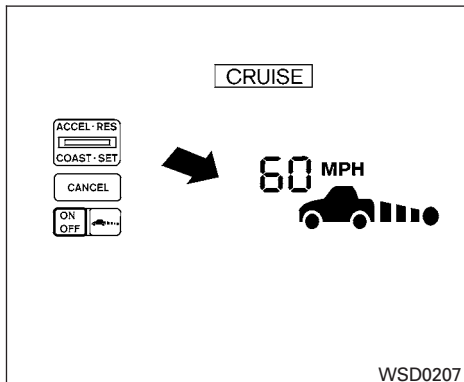 CRUISE
ACCEL·RES
COAST·SET
CANCEL
ON
OFF
60 MPH
WSD0207